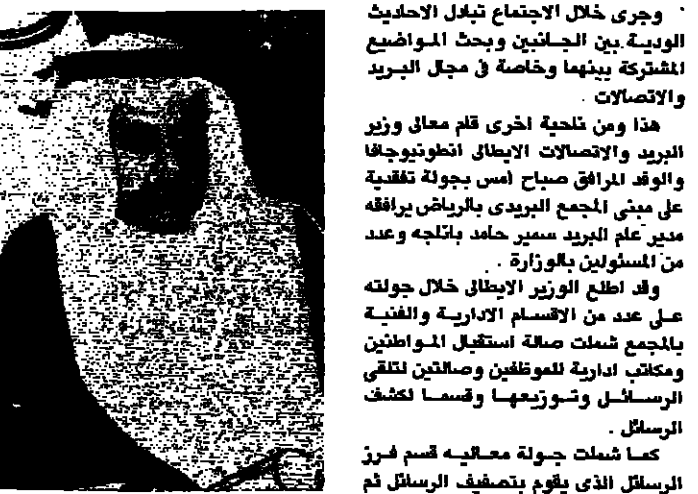 وجرى خلال الاجتماع تبادل الاحاديث
الودية بين الجانبين وبحث المواضيع
المشتركة بينهما وخاصة في مجال البريد
والاتصالات .
هذا ومن ناحية اخرى قام معالي وزير
البريد والاتصالات الايطالي انطونيوجافا
والوفد المرافق صباح امس بجولة تفقدية
على مبنى المجمع البريدى بالرياض يرافقه
مدير عام البريد سمير حامد بانلجه وعدد
من المسئولين بالوزارة .
وقد اطلع الوزير الايطالي خلال جولته
على عدد من الاقسام الادارية والفنية
بالمجمع شملت صالة استقبال المواطنين
ومكاتب ادارية للموظفين وصالتين لتلقى
الرسائل وتوزيعها وقسما لكشف
الرسائل .
كما شملت جولة معاليه قسم فرز
الرسائل الذى يقوم بتصفيف الرسائل ثم